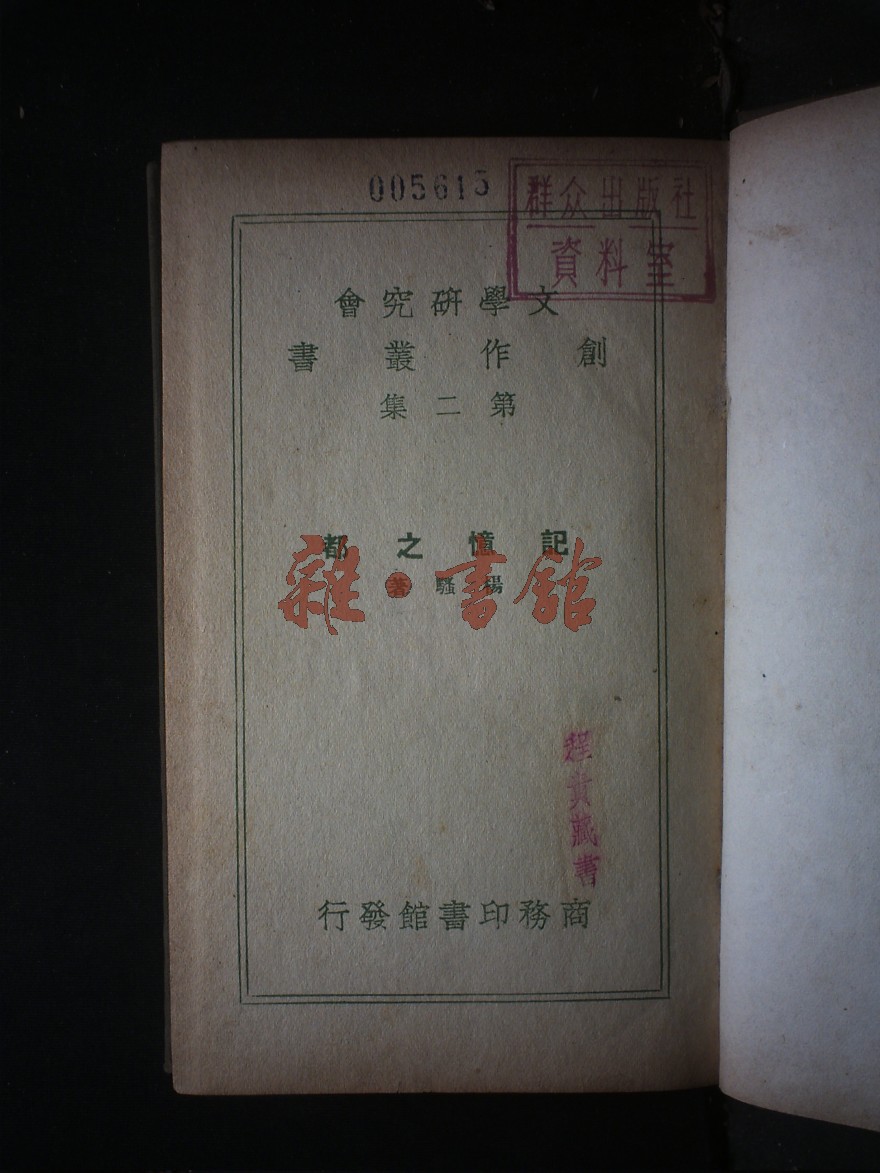 005615
群众出版社
資料室
文學研究會
創作叢書
第二集
記憶之都
楊騷著
雜書館
程黃藏書
商務印書館發行